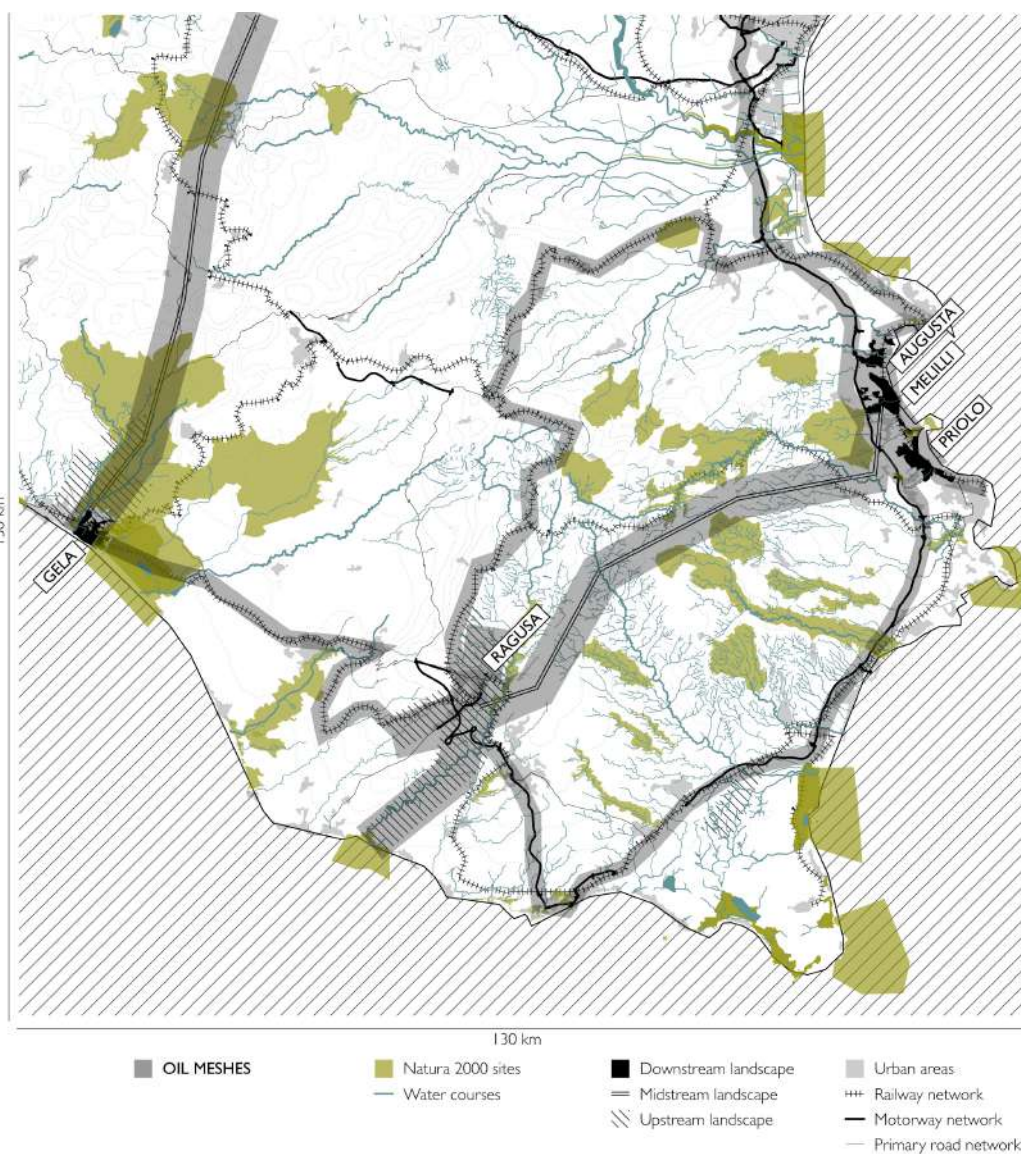 AUGUSTA
MELILLI
PRIOLO
GELA
RAGUSA
130 km
OIL MESHES
Natura 2000 sites
Water courses
Downstream landscape
Midstream landscape
Upstream landscape
Urban areas
Railway network
Motorway network
Primary road network